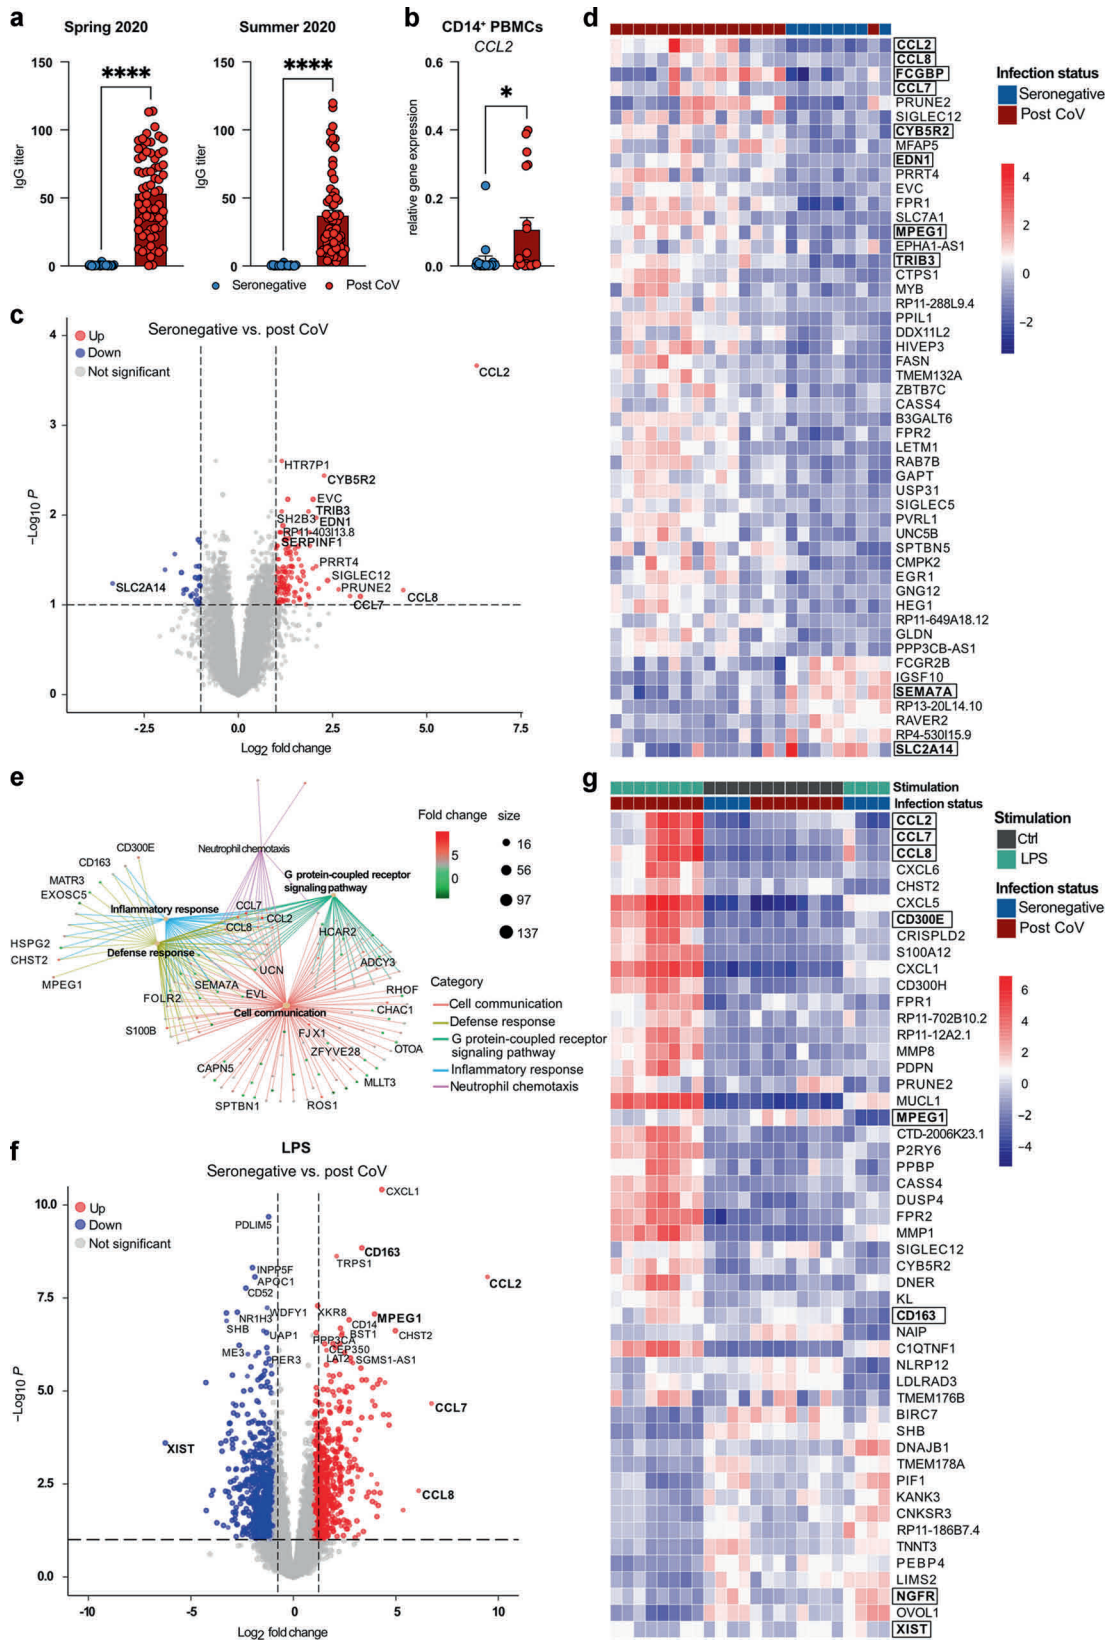 a
Spring 2020
Summer 2020
150
100
50
0
IgG titer
****
150
100
50
0
IgG titer
****
Seronegative
Post CoV
b
CD14+ PBMCs
CCL2
0.6
0.4
0.2
0.0
relative gene expression
*
c
Seronegative vs. post CoV
Up
Down
Not significant
4
3
2
1
0
−Log10 P
-2.5
0.0
2.5
5.0
7.5
Log2 fold change
CCL2
HTR7P1
CYB5R2
EVC
TRIB3
SH2B3
EDN1
RP11-403I13.8
SERPINF1
PRRT4
SIGLEC12
PRUNE2
CCL8
CCL7
SLC2A14
d
CCL2
CCL8
FCGBP
CCL7
PRUNE2
SIGLEC12
CYB5R2
MFAP5
EDN1
PRRT4
EVC
FPR1
SLC7A1
MPEG1
EPHA1-AS1
TRIB3
CTPS1
MYB
RP11-288L9.4
PPIL1
DDX11L2
HIVEP3
FASN
TMEM132A
ZBTB7C
CASS4
B3GALT6
FPR2
LETM1
RAB7B
GAPT
USP31
SIGLEC5
PVRL1
UNC5B
SPTBN5
CMPK2
EGR1
GNG12
HEG1
RP11-649A18.12
GLDN
PPP3CB-AS1
FCGR2B
IGSF10
SEMA7A
RP13-20L14.10
RAVER2
RP4-530I15.9
SLC2A14
Infection status
Seronegative
Post CoV
4
2
0
−2
e
CD300E
CD163
MATR3
EXOSC5
HSPG2
CHST2
MPEG1
Neutrophil chemotaxis
G protein-coupled receptor
signaling pathway
Inflammatory response
CCL7
CCL2
CCL8
Defense response
HCAR2
ADCY3
UCN
SEMA7A
EVL
FOLR2
Cell communication
RHOF
CHAC1
S100B
FJX1
ZFYVE28
OTOA
CAPN5
MLLT3
SPTBN1
ROS1
Fold change
5
0
size
16
56
97
137
Category
Cell communication
Defense response
G protein-coupled receptor
signaling pathway
Inflammatory response
Neutrophil chemotaxis
f
LPS
Seronegative vs. post CoV
Up
Down
Not significant
10.0
7.5
5.0
2.5
0.0
−Log10 P
-10
-5
0
5
10
Log2 fold change
CXCL1
PDLIM5
CD163
TRPS1
INPP5F
APOC1
CD52
CCL2
WDFY1
XKR8
MPEG1
NR1H3
CD14
SHB
UAP1
BST1
CHST2
PPP3CA
CEP350
ME3
PER3
LAT2
SGMS1-AS1
CCL7
XIST
CCL8
g
Stimulation
Infection status
CCL2
CCL7
CCL8
CXCL6
CHST2
CXCL5
CD300E
CRISPLD2
S100A12
CXCL1
CD300H
FPR1
RP11-702B10.2
RP11-12A2.1
MMP8
PDPN
PRUNE2
MUCL1
MPEG1
CTD-2006K23.1
P2RY6
PPBP
CASS4
DUSP4
FPR2
MMP1
SIGLEC12
CYB5R2
DNER
KL
CD163
NAIP
C1QTNF1
NLRP12
LDLRAD3
TMEM176B
BIRC7
SHB
DNAJB1
TMEM178A
PIF1
KANK3
CNKSR3
RP11-186B7.4
TNNT3
PEBP4
LIMS2
NGFR
OVOL1
XIST
Stimulation
Ctrl
LPS
Infection status
Seronegative
Post CoV
6
4
2
0
−2
−4